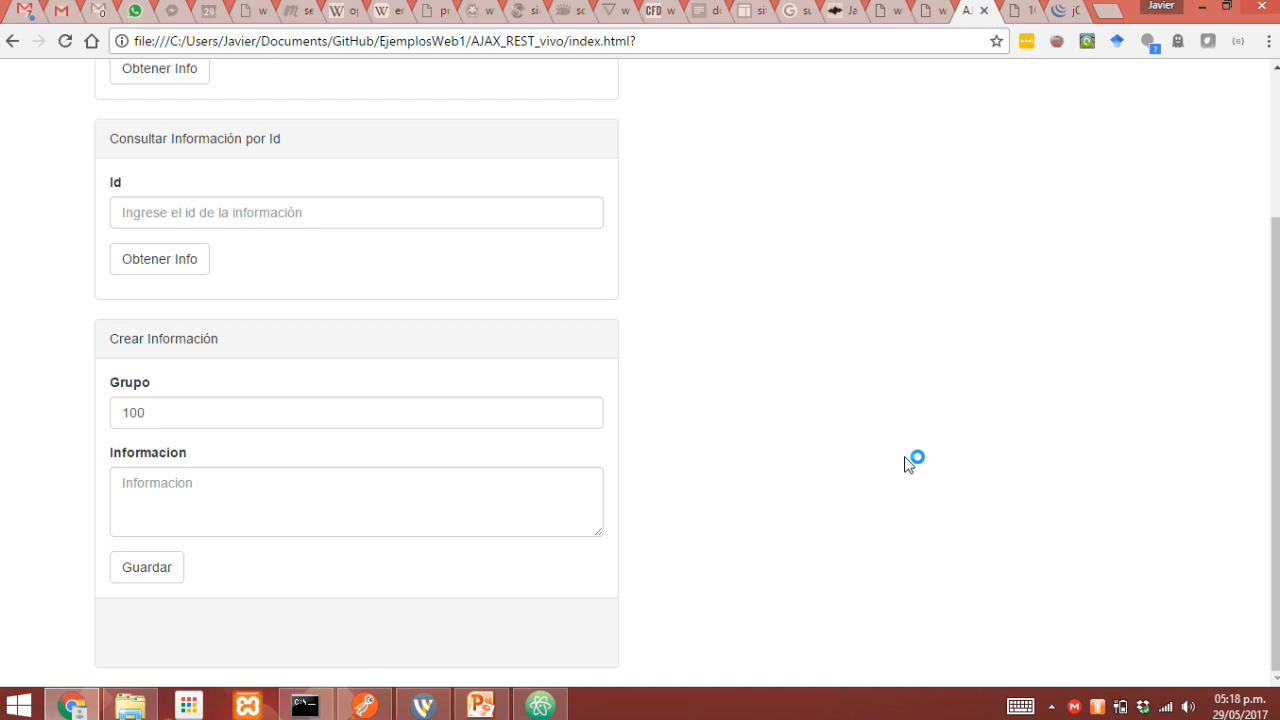 Javier
file:///C:/Users/Javier/Documents/GitHub/EjemplosWeb1/AJAX_REST_vivo/index.html?
Obtener Info
Consultar Información por Id
Id
Ingrese el id de la información
Obtener Info
Crear Información
Grupo
100
Informacion
Informacion
Guardar
05:18 p.m.
29/05/2017